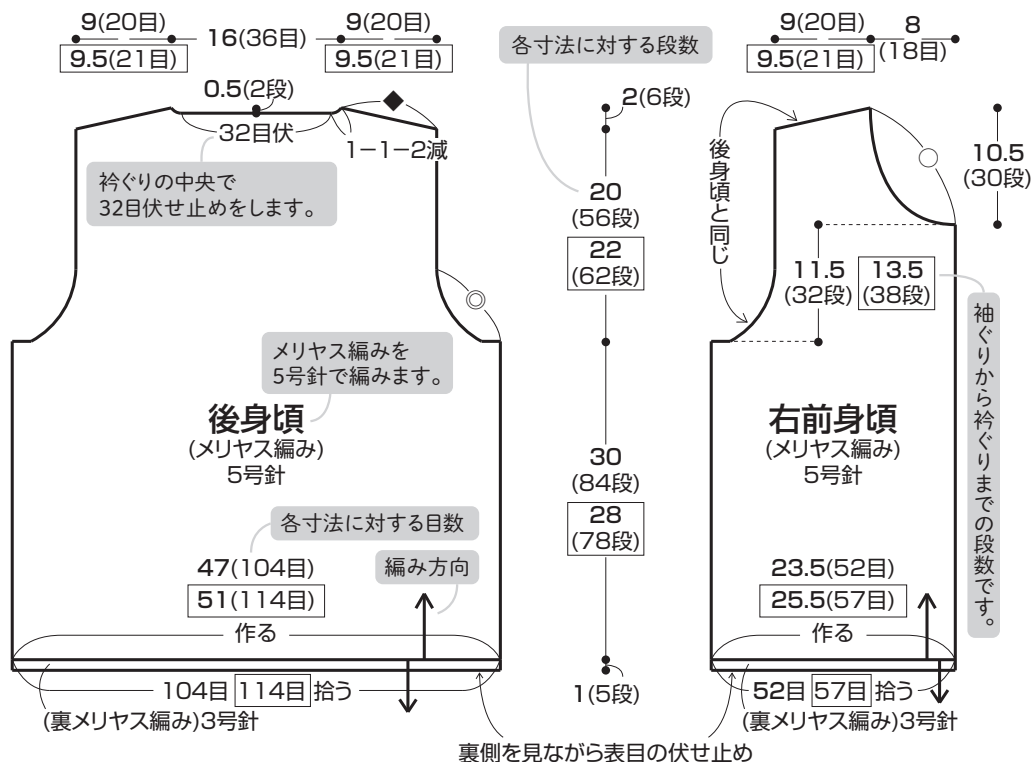 9(20目)
9.5(21目)
16(36目)
9(20目)
9.5(21目)
0.5(2段)
32目伏
1−1−2減
衿ぐりの中央で
32目伏せ止めをします。
メリヤス編みを
5号針で編みます。
後身頃
(メリヤス編み)
5号針
各寸法に対する目数
47(104目)
51(114目)
編み方向
作る
104目 114目 拾う
(裏メリヤス編み)3号針
各寸法に対する段数
2(6段)
20
(56段)
22
(62段)
30
(84段)
28
(78段)
1(5段)
裏側を見ながら表目の伏せ止め
9(20目)
9.5(21目)
8
(18目)
後身頃と同じ
10.5
(30段)
11.5
(32段)
13.5
(38段)
袖ぐりから衿ぐりまでの段数です。
右前身頃
(メリヤス編み)
5号針
23.5(52目)
25.5(57目)
作る
52目 57目 拾う
(裏メリヤス編み)3号針